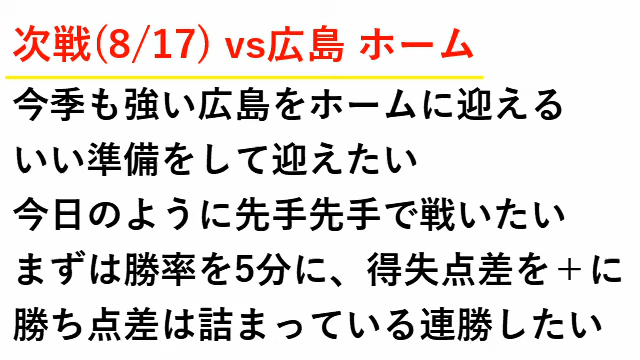 次戦(8/17) vs広島 ホーム
今季も強い広島をホームに迎える
いい準備をして迎えたい
今日のように先手先手で戦いたい
まずは勝率を5分に、得失点差を＋に
勝ち点差は詰まっている連勝したい